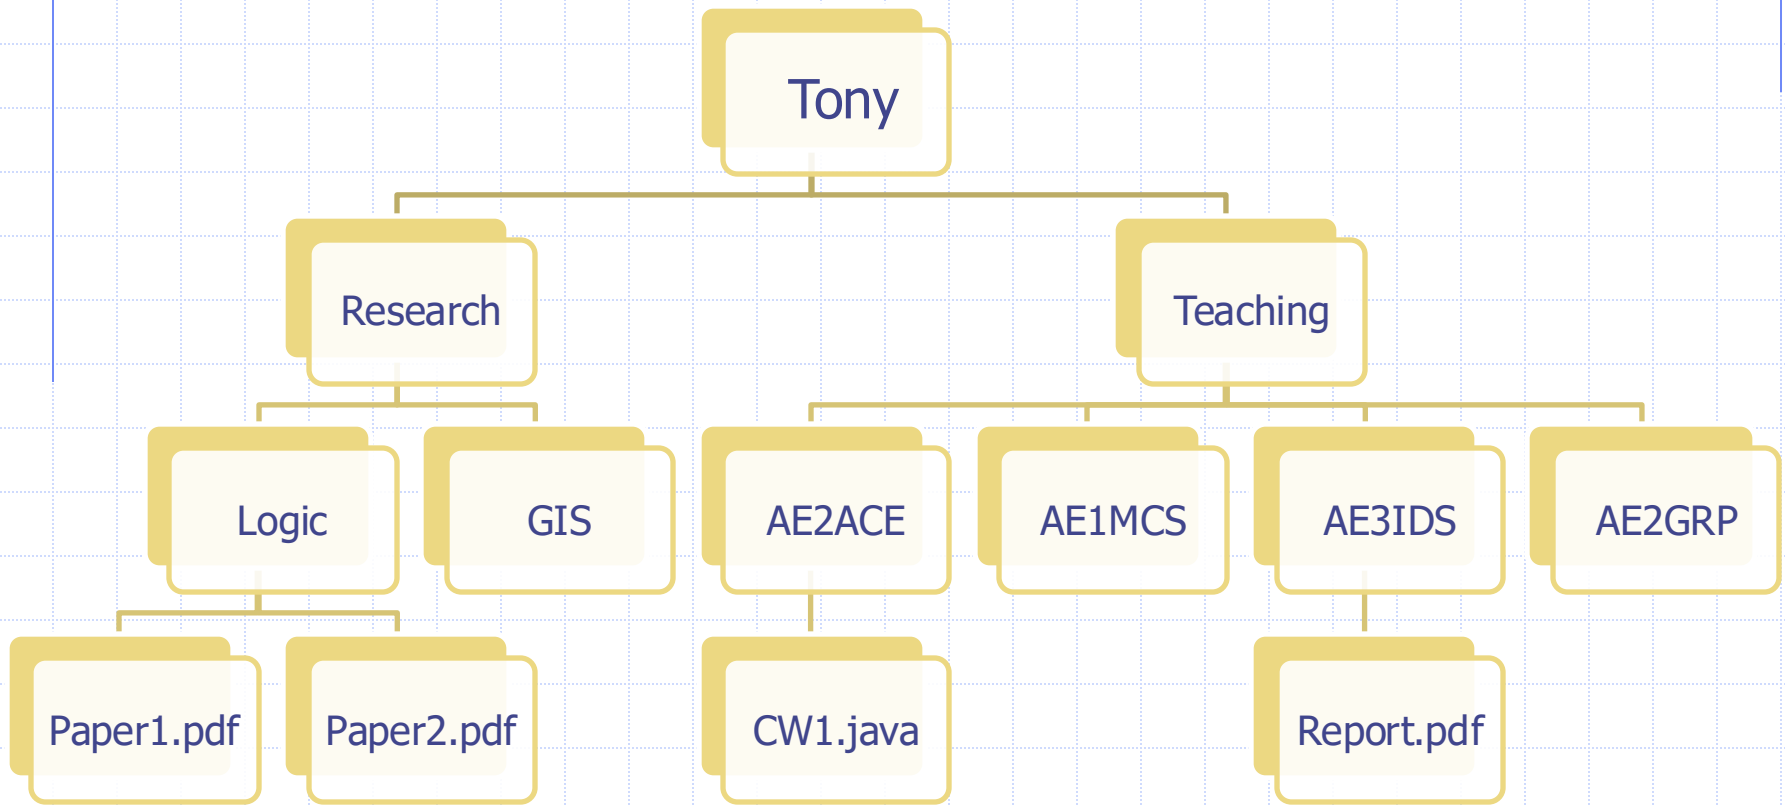 Tony
Research
Teaching
Logic
GIS
AE2ACE
AE1MCS
AE3IDS
AE2GRP
Paper1.pdf
Paper2.pdf
CW1.java
Report.pdf